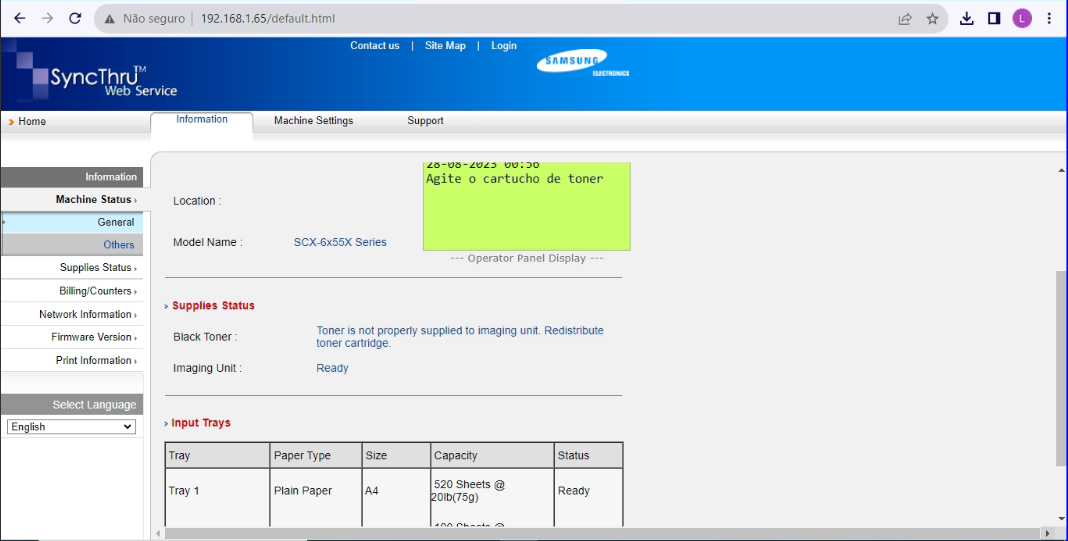 Não seguro | 192.168.1.65/default.html
L
Contact us | Site Map | Login
SyncThru™
Web Service
SAMSUNG
ELECTRONICS
Home
Information
Machine Settings
Support
Information
Machine Status
General
Others
Supplies Status
Billing/Counters
Network Information
Firmware Version
Print Information
Select Language
English
28-08-2023 00:56
Agite o cartucho de toner
Location :
Model Name : SCX-6x55X Series
--- Operator Panel Display ---
Supplies Status
Black Toner : Toner is not properly supplied to imaging unit. Redistribute
toner cartridge.
Imaging Unit : Ready
Input Trays
Tray Paper Type Size Capacity Status
Tray 1 Plain Paper A4 520 Sheets @ 20lb(75g) Ready
100 Sheets @